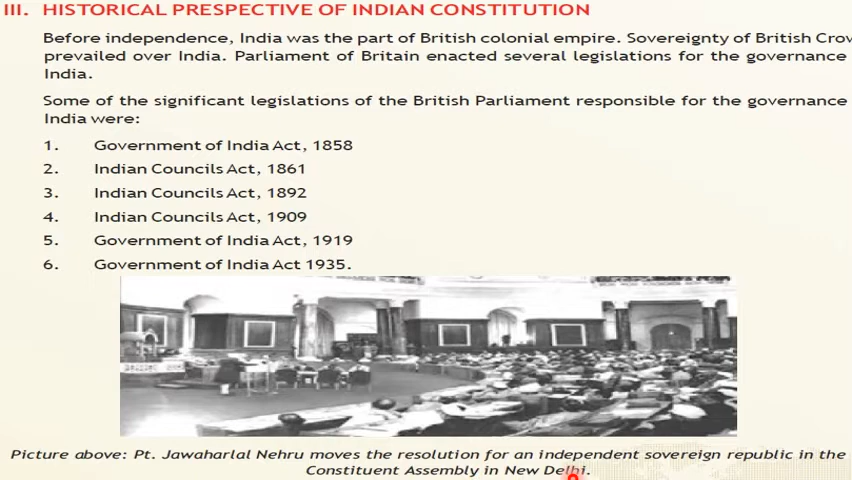 III. HISTORICAL PRESPECTIVE OF INDIAN CONSTITUTION
Before independence, India was the part of British colonial empire. Sovereignty of British Crow
prevailed over India. Parliament of Britain enacted several legislations for the governance
India.
Some of the significant legislations of the British Parliament responsible for the governance
India were:
1. Government of India Act, 1858
2. Indian Councils Act, 1861
3. Indian Councils Act, 1892
4. Indian Councils Act, 1909
5. Government of India Act, 1919
6. Government of India Act 1935.
Picture above: Pt. Jawaharlal Nehru moves the resolution for an independent sovereign republic in the
Constituent Assembly in New Delhi.